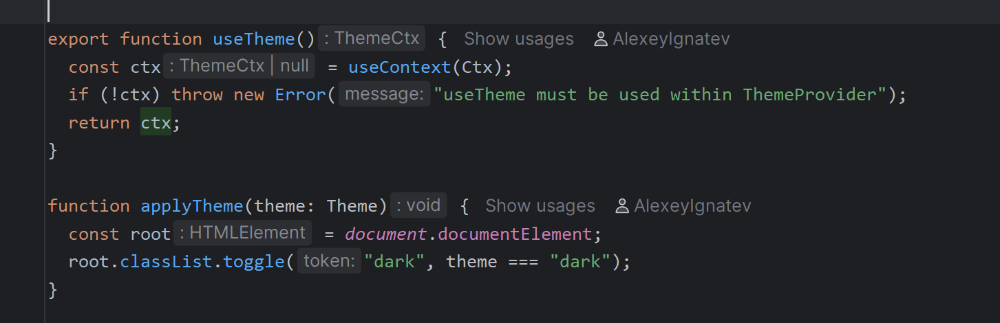 export function useTheme() : ThemeCtx { Show usages AlexeyIgnatev
const ctx : ThemeCtx | null = useContext(Ctx);
if (!ctx) throw new Error( message: "useTheme must be used within ThemeProvider");
return ctx;
}
function applyTheme(theme: Theme) : void { Show usages AlexeyIgnatev
const root : HTMLElement = document.documentElement;
root.classList.toggle( token: "dark", theme === "dark");
}